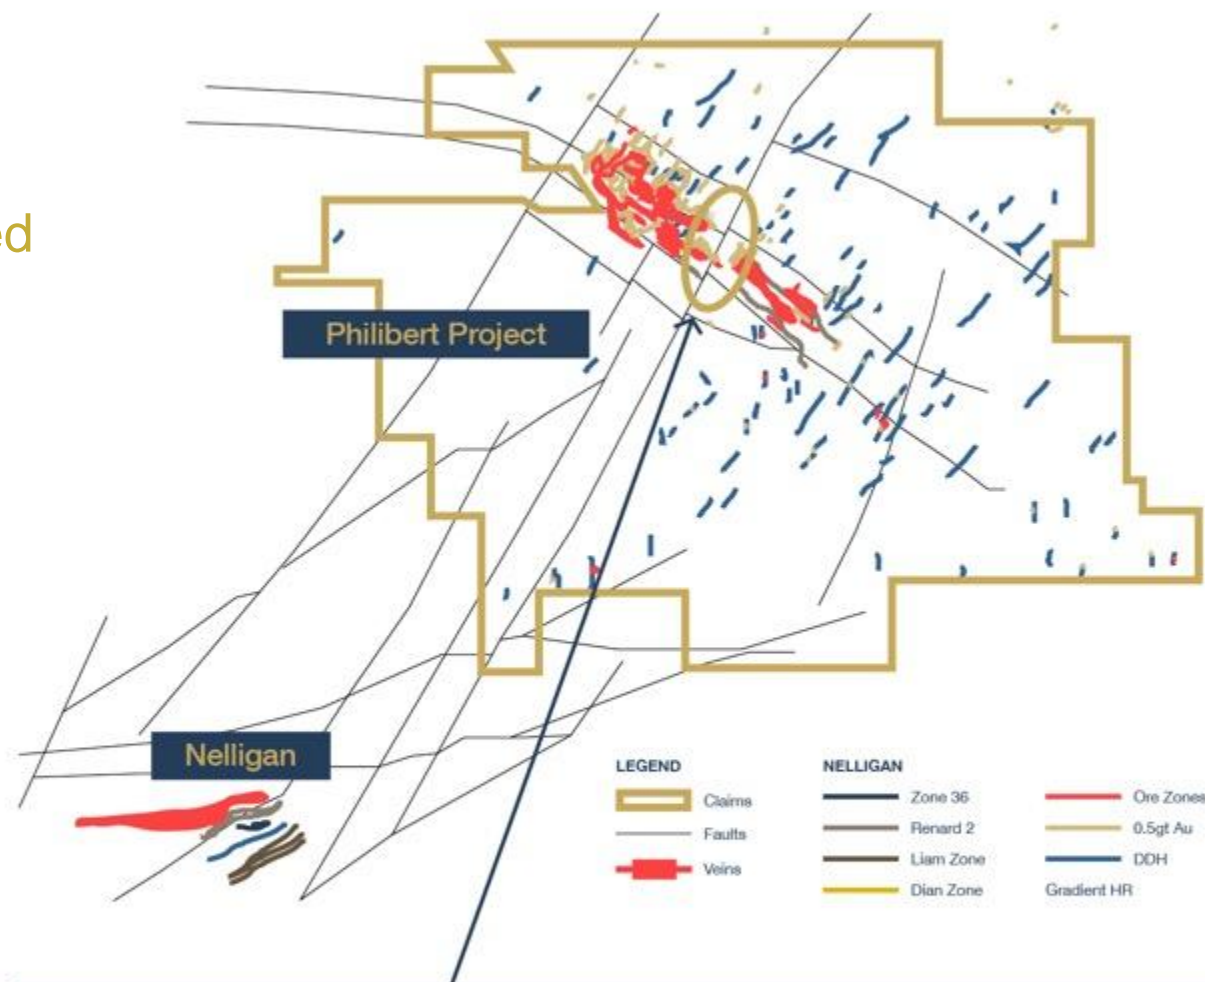 ed
Philibert Project
Nelligan
LEGEND
Claims
Faults
Veins
NELLIGAN
Zone 36
Renard 2
Liam Zone
Dian Zone
Ore Zones
0.5gt Au
DDH
Gradient HR